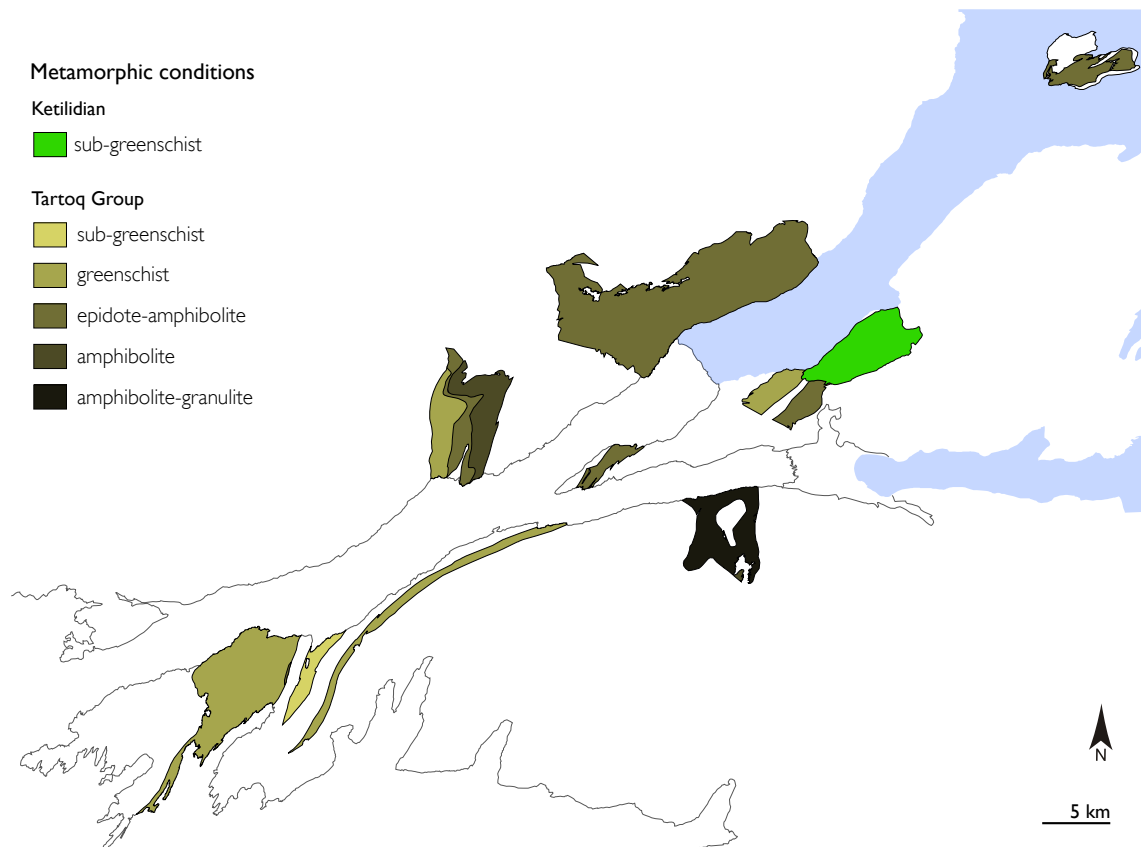 Metamorphic conditions
Ketilidian
sub-greenschist
Tartoq Group
sub-greenschist
greenschist
epidote-amphibolite
amphibolite
amphibolite-granulite
N
5 km